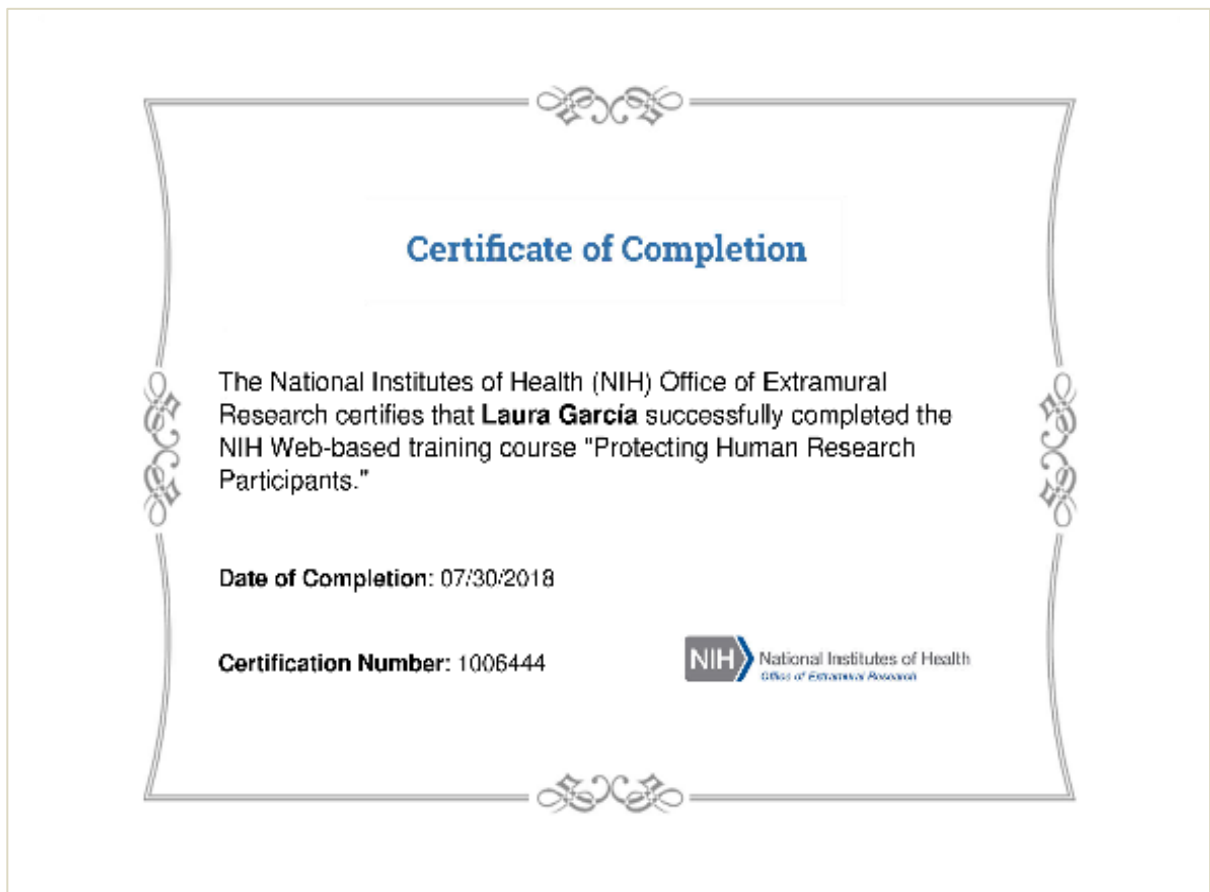 Certificate of Completion
The National Institutes of Health (NIH) Office of Extramural
Research certifies that Laura García successfully completed the
NIH Web-based training course "Protecting Human Research
Participants."
Date of Completion: 07/30/2018
Certification Number: 1006444
NIH National Institutes of Health
Office of Extramural Research